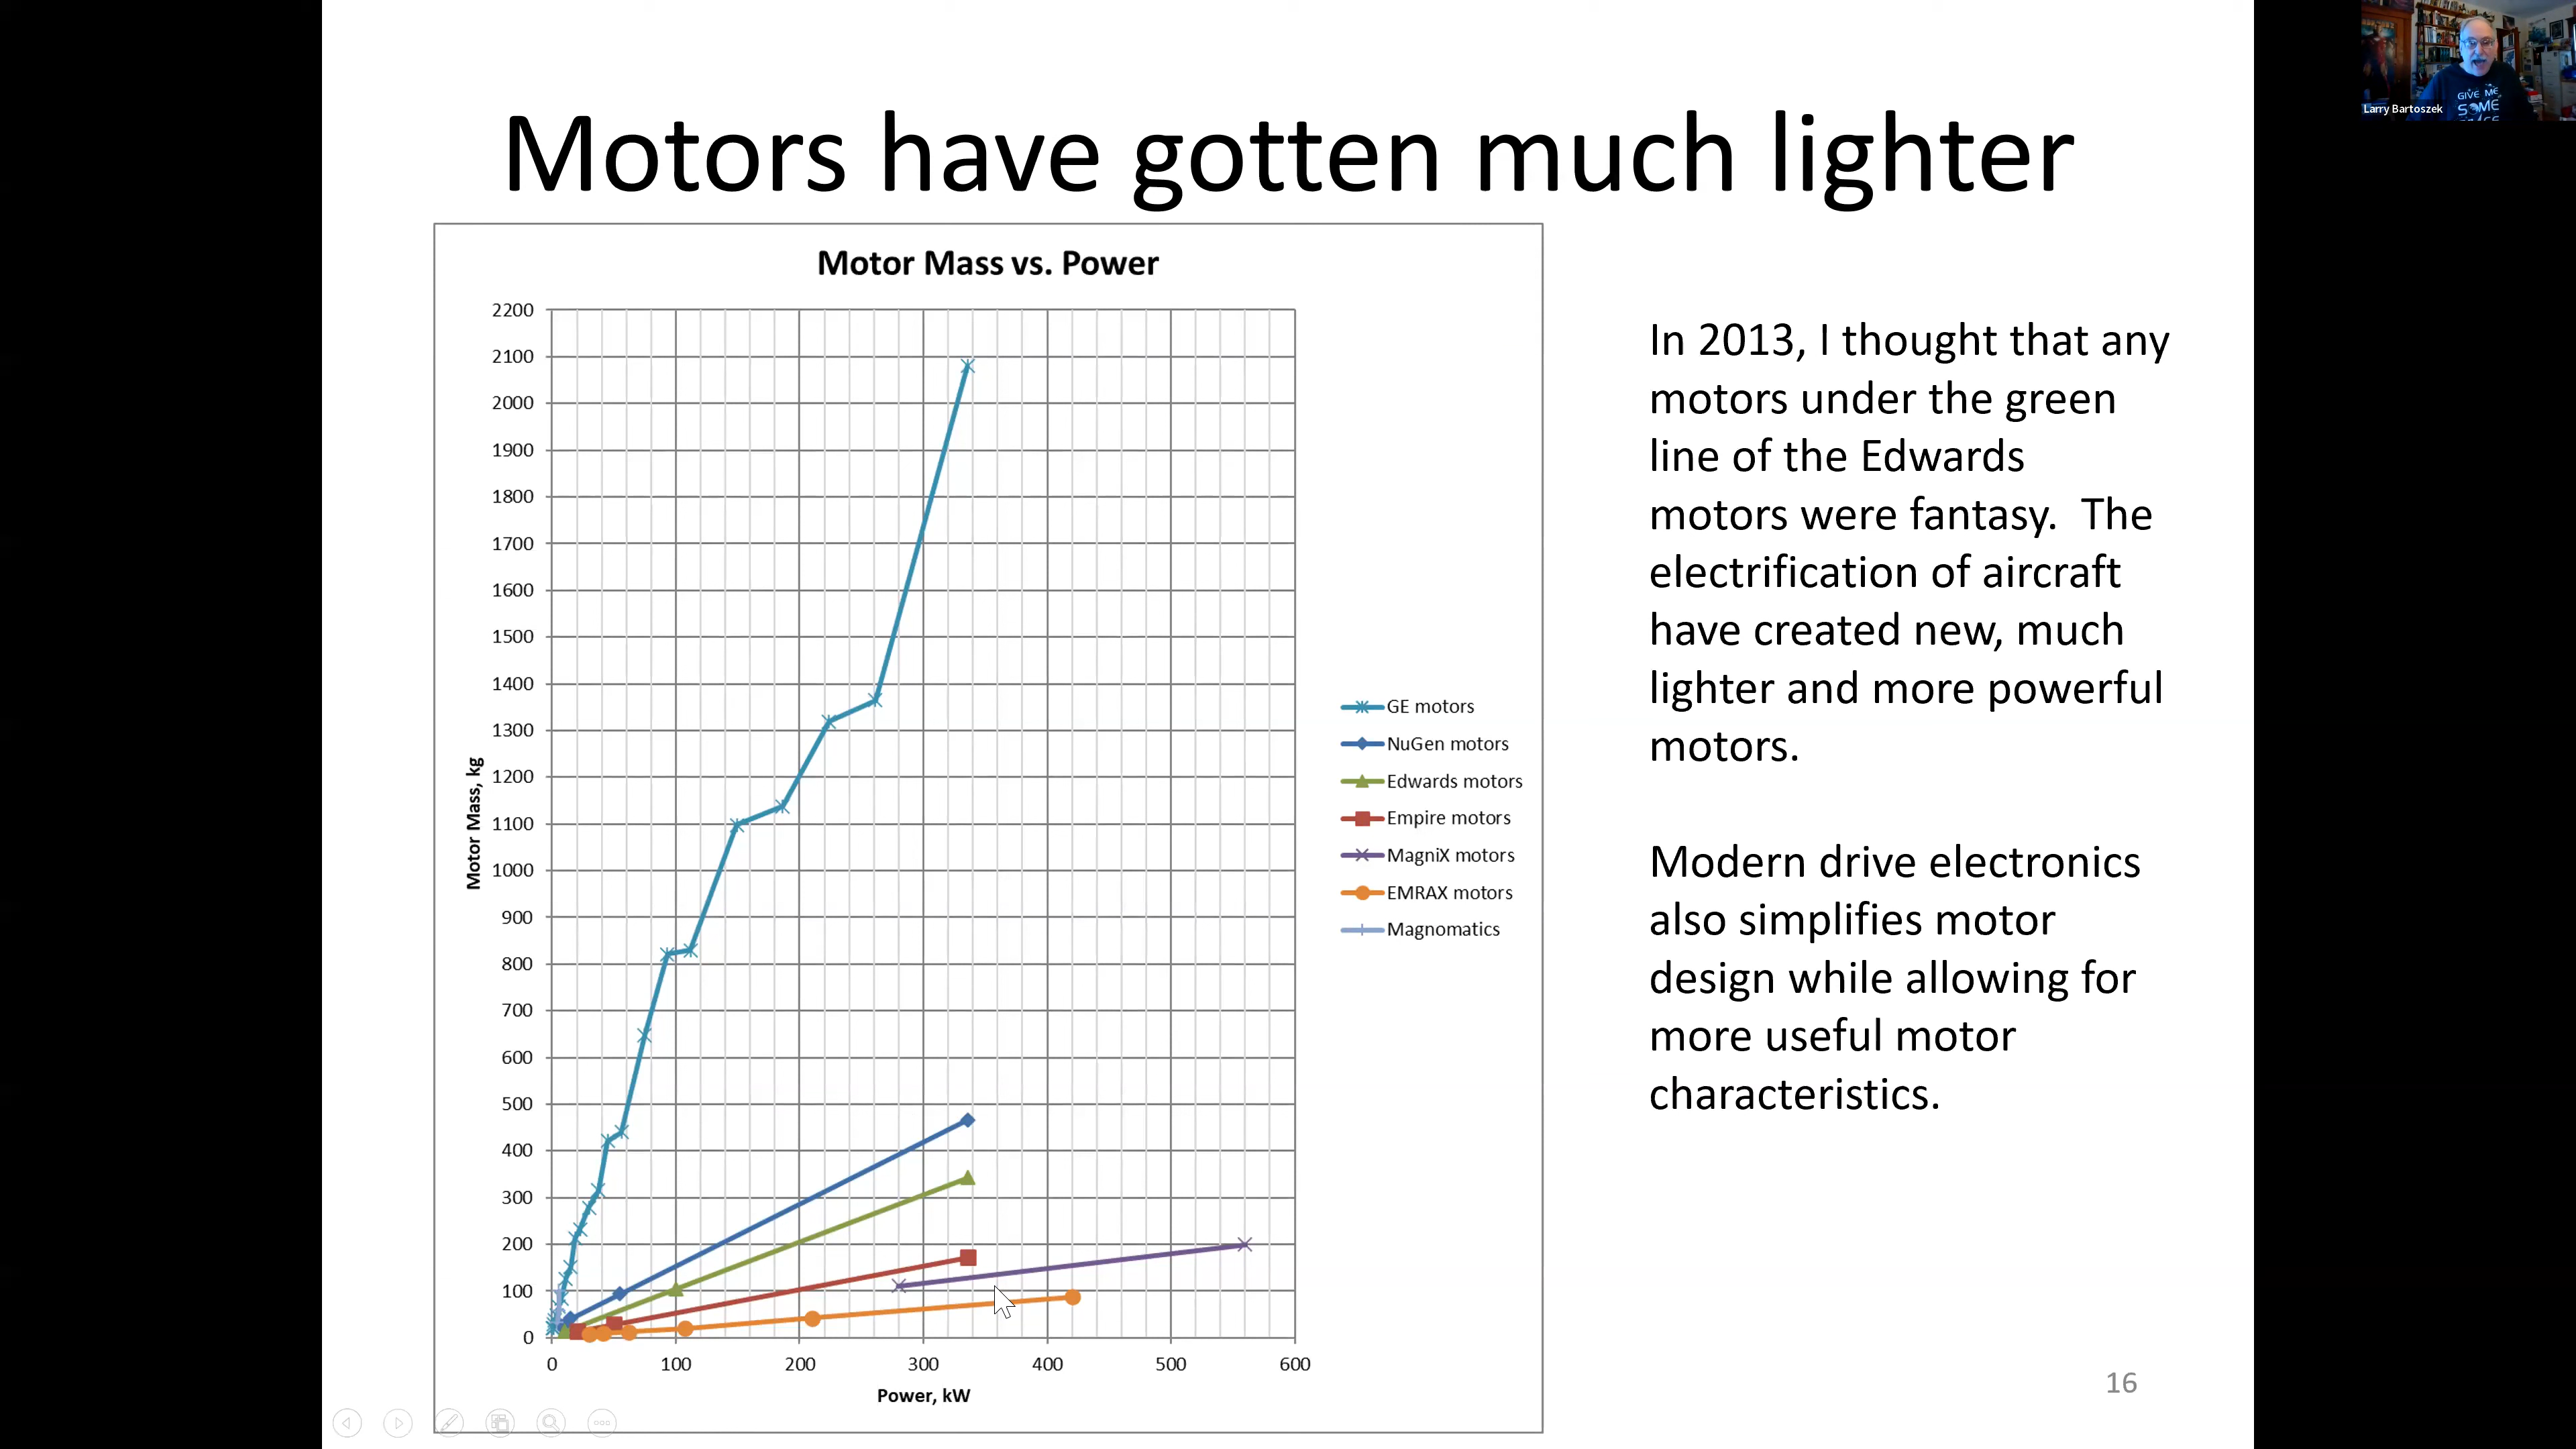 Motors have gotten much lighter
Motor Mass vs. Power
2200
2100
2000
1900
1800
1700
1600
1500
1400
1300
1200
1100
1000
900
800
700
600
500
400
300
200
100
0
Motor Mass, kg
0 100 200 300 400 500 600
Power, kW
GE motors
NuGen motors
Edwards motors
Empire motors
MagniX motors
EMRAX motors
Magnomatics
In 2013, I thought that any
motors under the green
line of the Edwards
motors were fantasy. The
electrification of aircraft
have created new, much
lighter and more powerful
motors.
Modern drive electronics
also simplifies motor
design while allowing for
more useful motor
characteristics.
16
Larry Bartoszek
GIVE ME
SOME